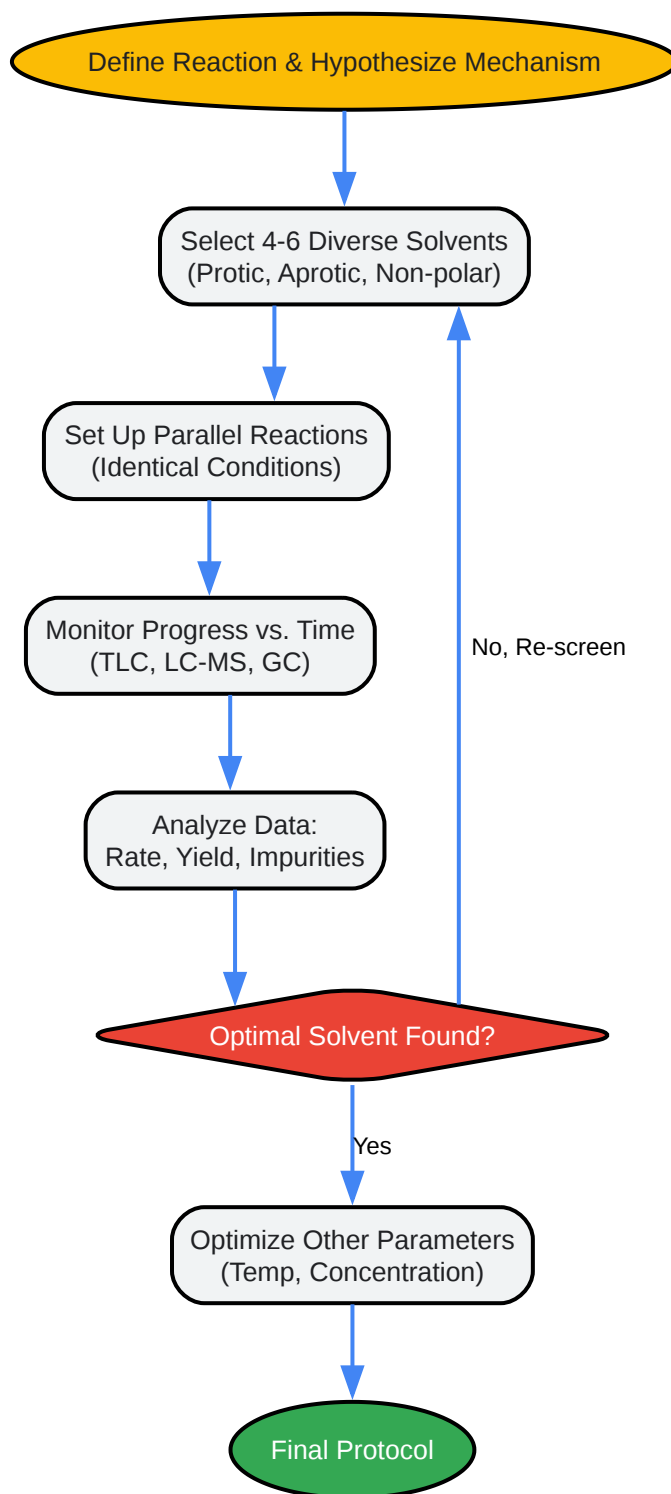 Define Reaction & Hypothesize Mechanism
Select 4-6 Diverse Solvents
(Protic, Aprotic, Non-polar)
Set Up Parallel Reactions
(Identical Conditions)
Monitor Progress vs. Time
(TLC, LC-MS, GC)
No, Re-screen
Analyze Data:
Rate, Yield, Impurities
Optimal Solvent Found?
Yes
Optimize Other Parameters
(Temp, Concentration)
Final Protocol